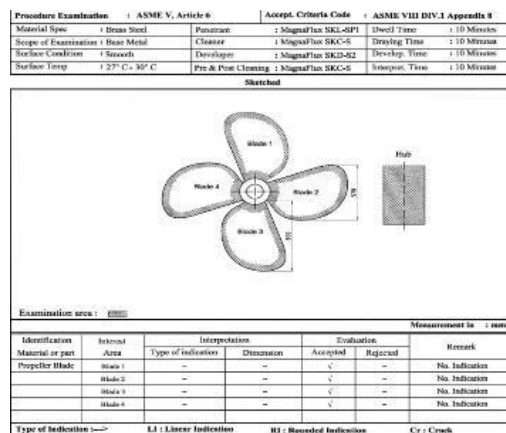 Procedure Examination : ASME V, Article 6 Accept. Criteria Code : ASME VIII DIV.1 Appendix 8
Material Spec : Brass Steel Penetrant : MagnaFlux SKL-SP1 Dwell Time : 10 Minutes
Scope of Examination : Base Metal Cleaner : MagnaFlux SKC-S Draying Time : 10 Minutes
Surface Condition : Smooth Developer : MagnaFlux SKD-S2 Develop. Time : 10 Minutes
Surface Temp : 27° C - 30° C Pre & Post Cleaning : MagnaFlux SKC-S Interpret. Time : 10 Minutes
Sketched
Blade 1
Hub
Blade 4
Blade 2
Blade 3
Examination area :
Measurement in : mm
Identification Material or part Interest Area Interpretation Evaluation Remark
Type of indication Dimension Accepted Rejected
Propeller Blade Blade 1 - - √ - No. Indication
Blade 2 - - √ - No. Indication
Blade 3 - - √ - No. Indication
Blade 4 - - √ - No. Indication
Type of Indication :--> LI : Linear Indication RI : Rounded Indication Cr : Crack